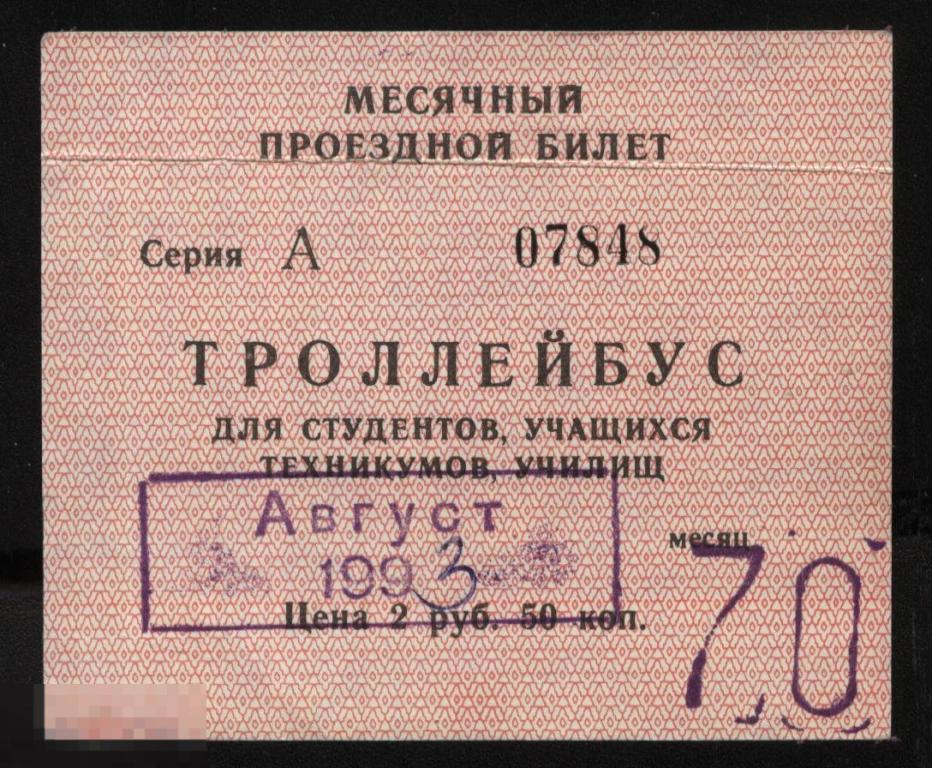 МЕСЯЧНЫЙ
ПРОЕЗДНОЙ БИЛЕТ
Серия А 07848
ТРОЛЛЕЙБУС
ДЛЯ СТУДЕНТОВ, УЧАЩИХСЯ
ТЕХНИКУМОВ, УЧИЛИЩ
Август
1993
месяц
70
Цена 2 руб. 50 коп.